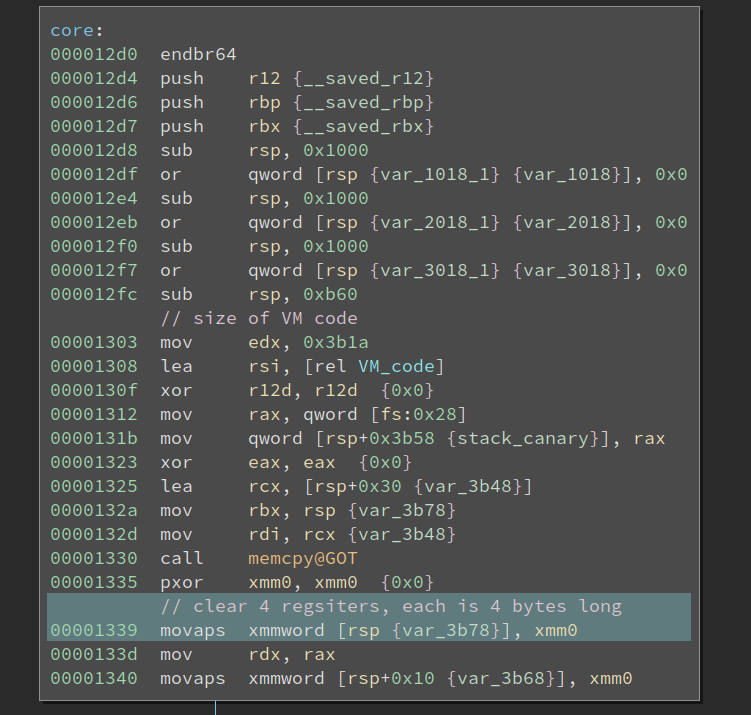 core:
000012d0  endbr64
000012d4  push    r12 {__saved_r12}
000012d6  push    rbp {__saved_rbp}
000012d7  push    rbx {__saved_rbx}
000012d8  sub     rsp, 0x1000
000012df  or      qword [rsp {var_1018_1} {var_1018}], 0x0
000012e4  sub     rsp, 0x1000
000012eb  or      qword [rsp {var_2018_1} {var_2018}], 0x0
000012f0  sub     rsp, 0x1000
000012f7  or      qword [rsp {var_3018_1} {var_3018}], 0x0
000012fc  sub     rsp, 0xb60
// size of VM code
00001303  mov     edx, 0x3b1a
00001308  lea     rsi, [rel VM_code]
0000130f  xor     r12d, r12d  {0x0}
00001312  mov     rax, qword [fs:0x28]
0000131b  mov     qword [rsp+0x3b58 {stack_canary}], rax
00001323  xor     eax, eax  {0x0}
00001325  lea     rcx, [rsp+0x30 {var_3b48}]
0000132a  mov     rbx, rsp {var_3b78}
0000132d  mov     rdi, rcx {var_3b48}
00001330  call    memcpy@GOT
00001335  pxor    xmm0, xmm0  {0x0}
// clear 4 regsiters, each is 4 bytes long
00001339  movaps  xmmword [rsp {var_3b78}], xmm0
0000133d  mov     rdx, rax
00001340  movaps  xmmword [rsp+0x10 {var_3b68}], xmm0